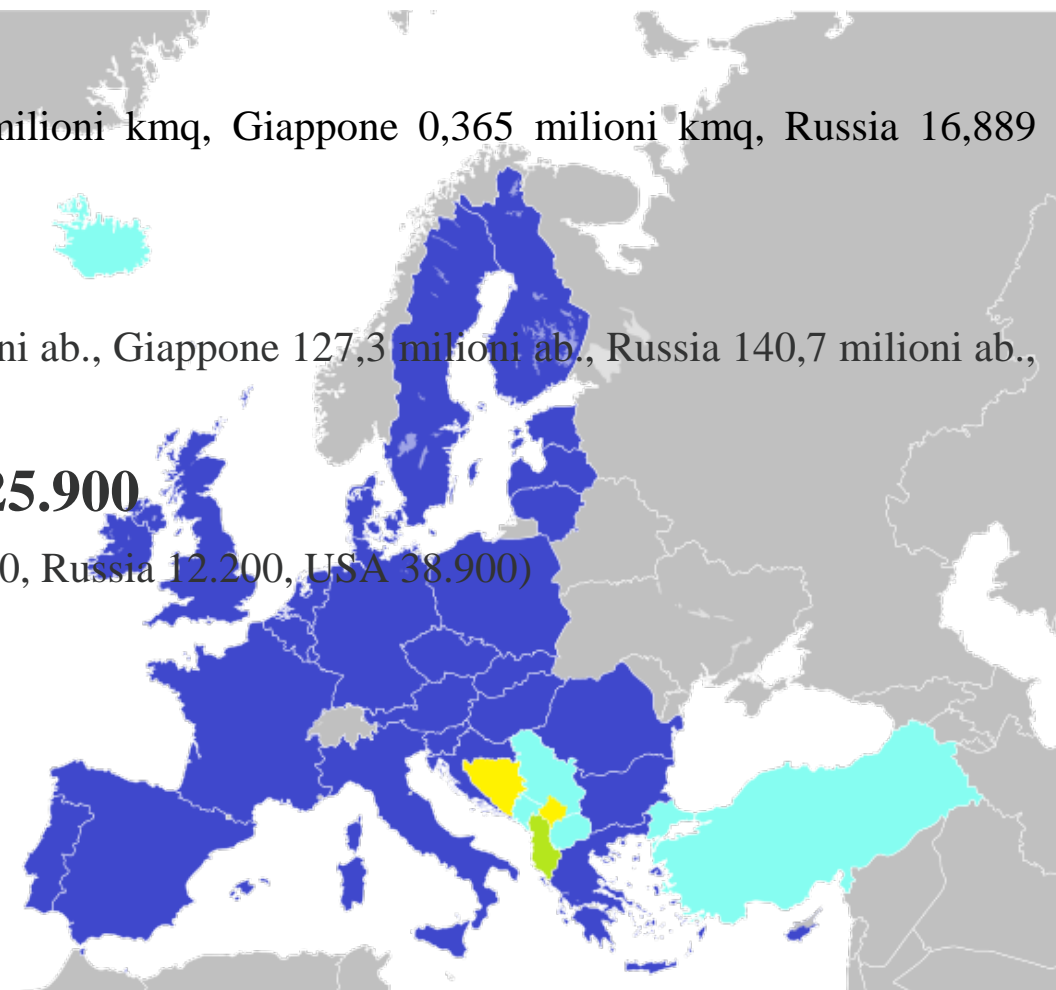 milioni kmq, Giappone 0,365 milioni kmq, Russia 16,889
ni ab., Giappone 127,3 milioni ab., Russia 140,7 milioni ab.,
25.900
0, Russia 12.200, USA 38.900)